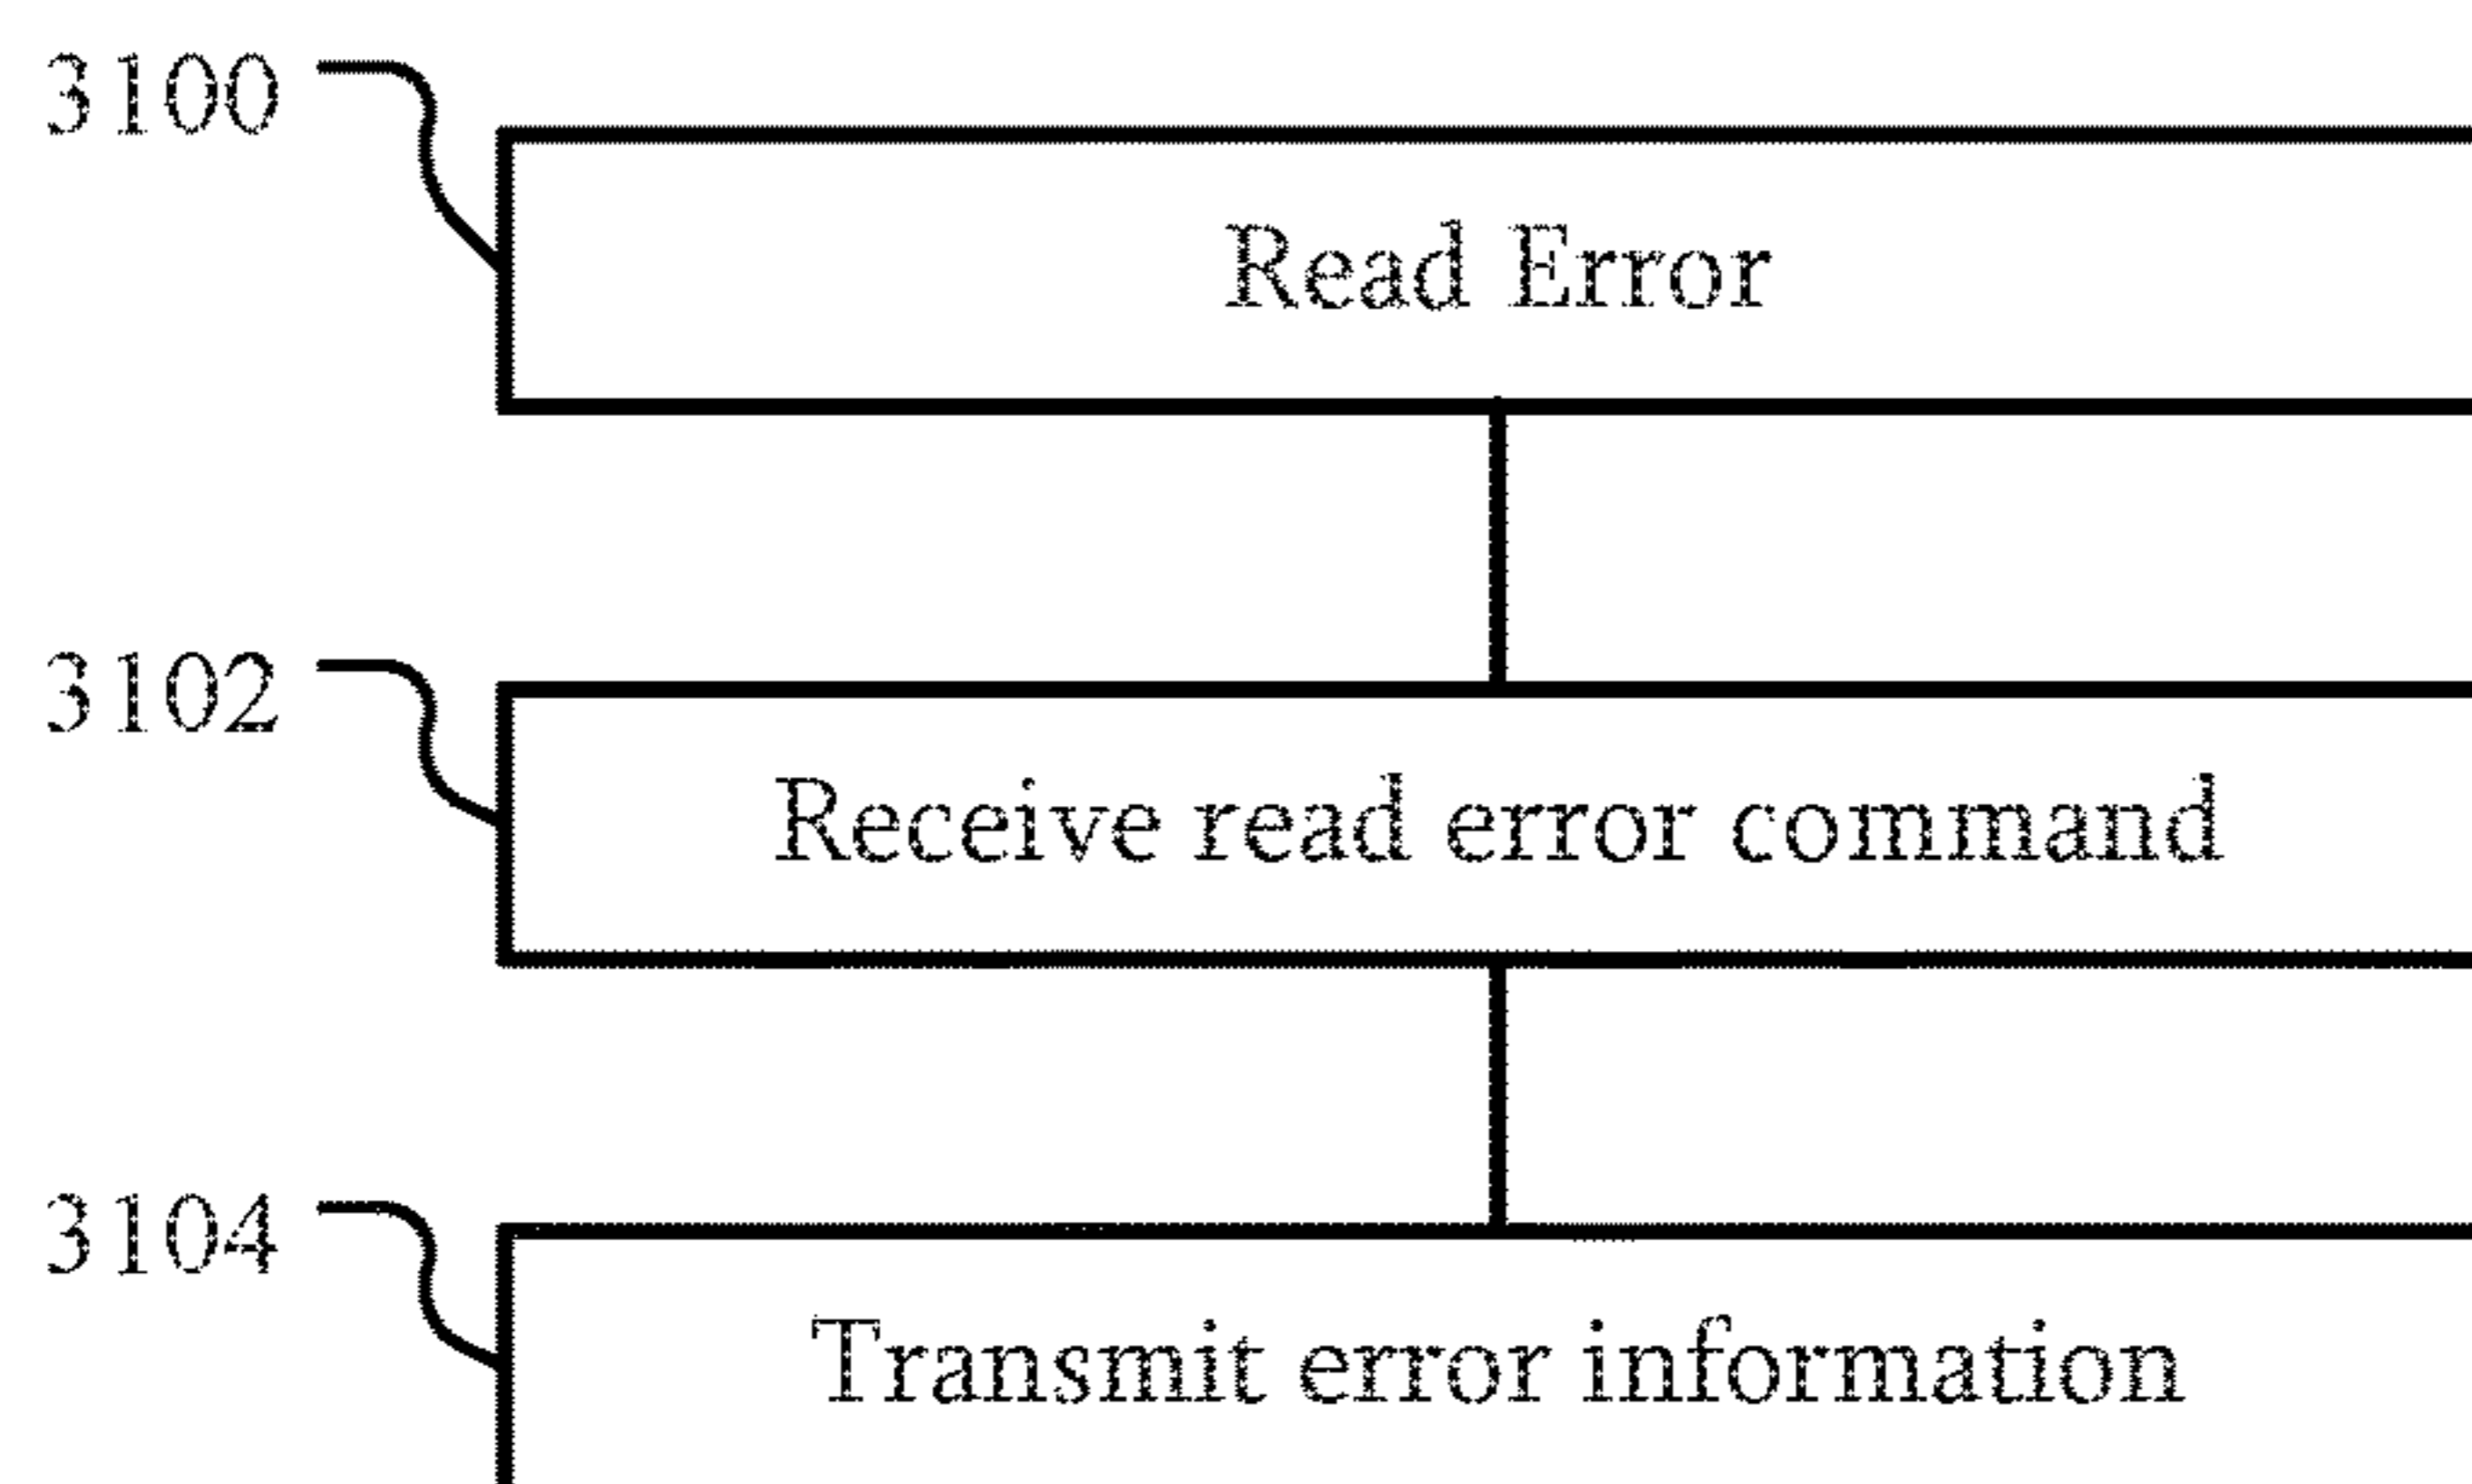 3100
Read Error
3102
Receive read error command
3104
Transmit error information